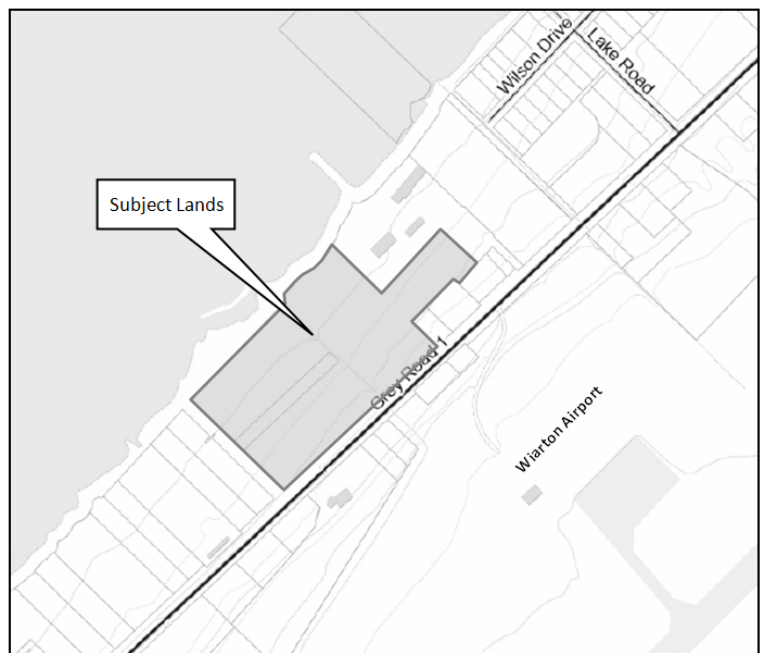 Wilson Drive
Lake Road
Subject Lands
Grey Road 1
Wiarton Airport